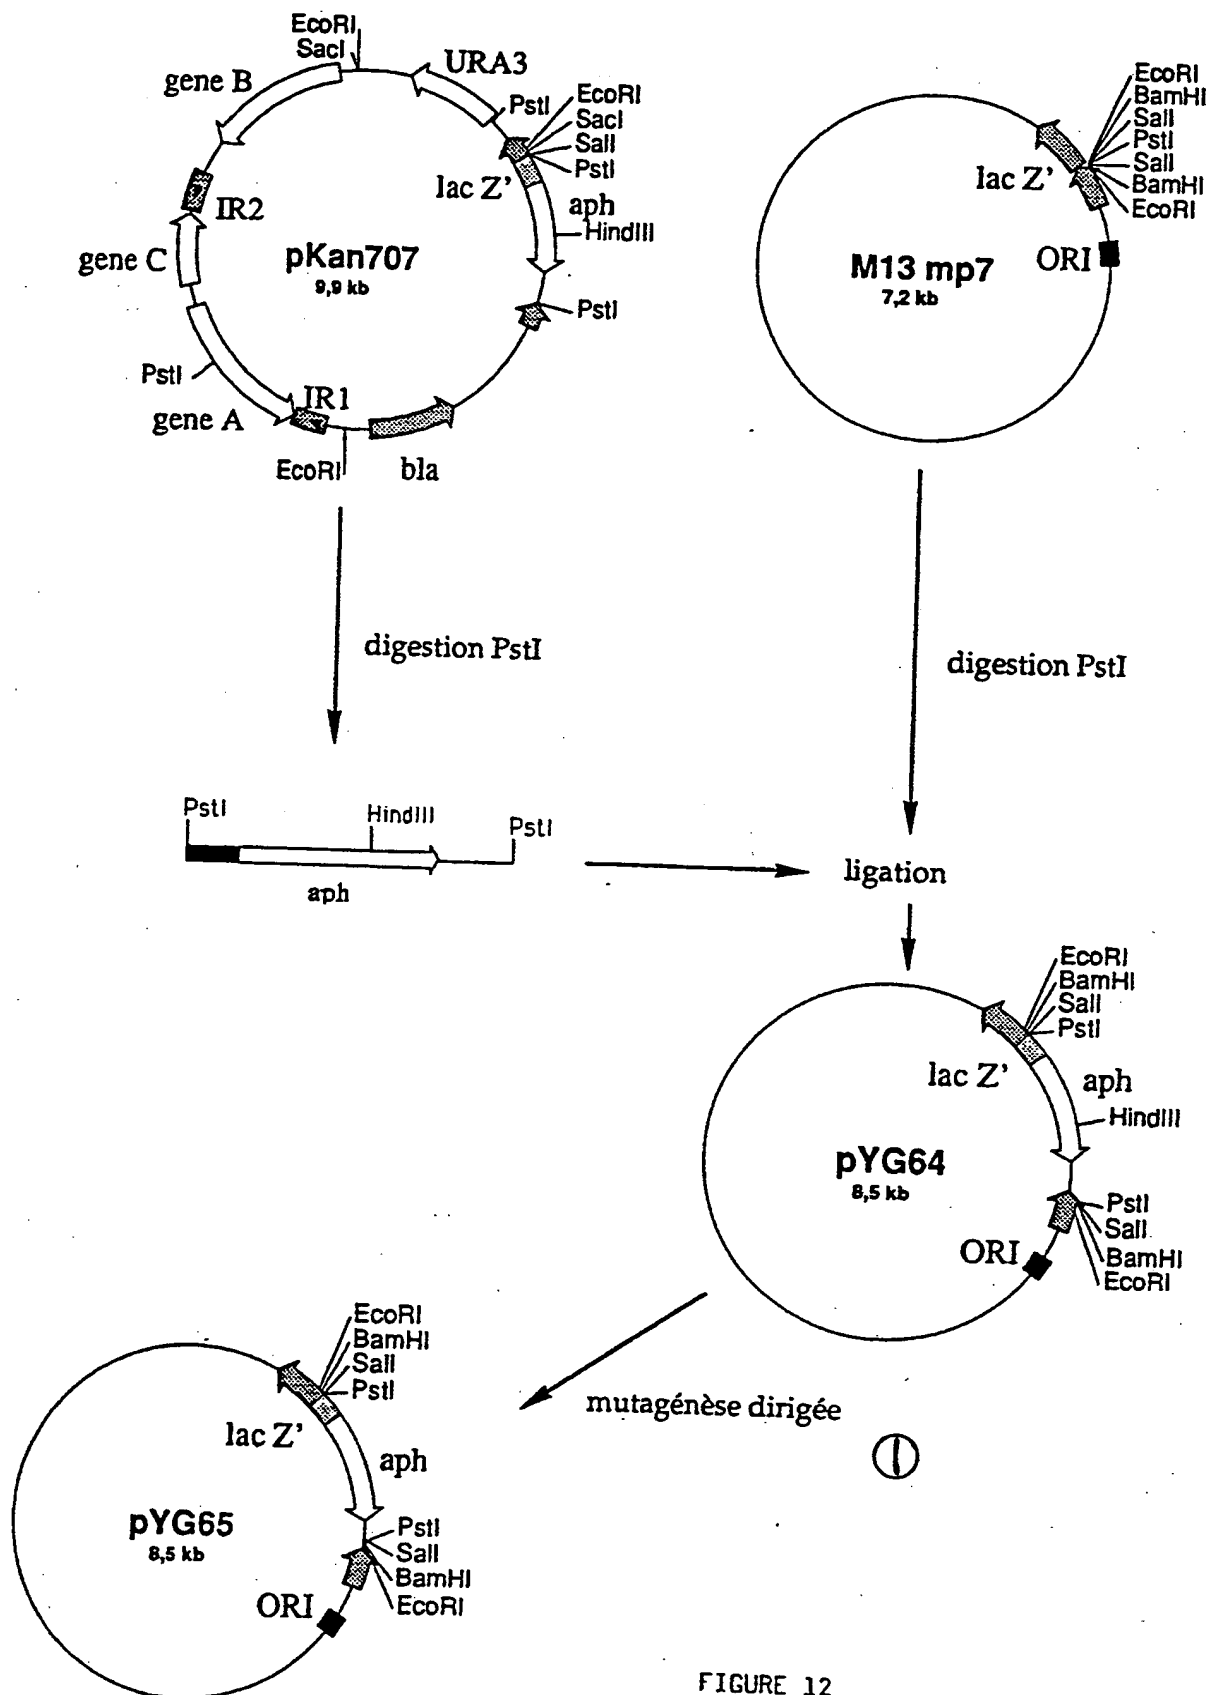 EcoRI
SacI
gene B
URA3
PstI
EcoRI
SacI
SalI
PstI
lac Z'
aph
HindIII
IR2
gene C
pKan707
9,9 kb
PstI
PstI
gene A
IR1
EcoRI
bla
EcoRI
BamHI
SalI
PstI
SalI
BamHI
EcoRI
lac Z'
ORI
M13 mp7
7,2 kb
digestion PstI
digestion PstI
PstI
HindIII
PstI
aph
ligation
EcoRI
BamHI
SalI
PstI
lac Z'
aph
HindIII
pYG64
8,5 kb
PstI
SalI
BamHI
EcoRI
ORI
mutagénèse dirigée
EcoRI
BamHI
SalI
PstI
lac Z'
aph
pYG65
8,5 kb
PstI
SalI
BamHI
EcoRI
ORI
FIGURE 12